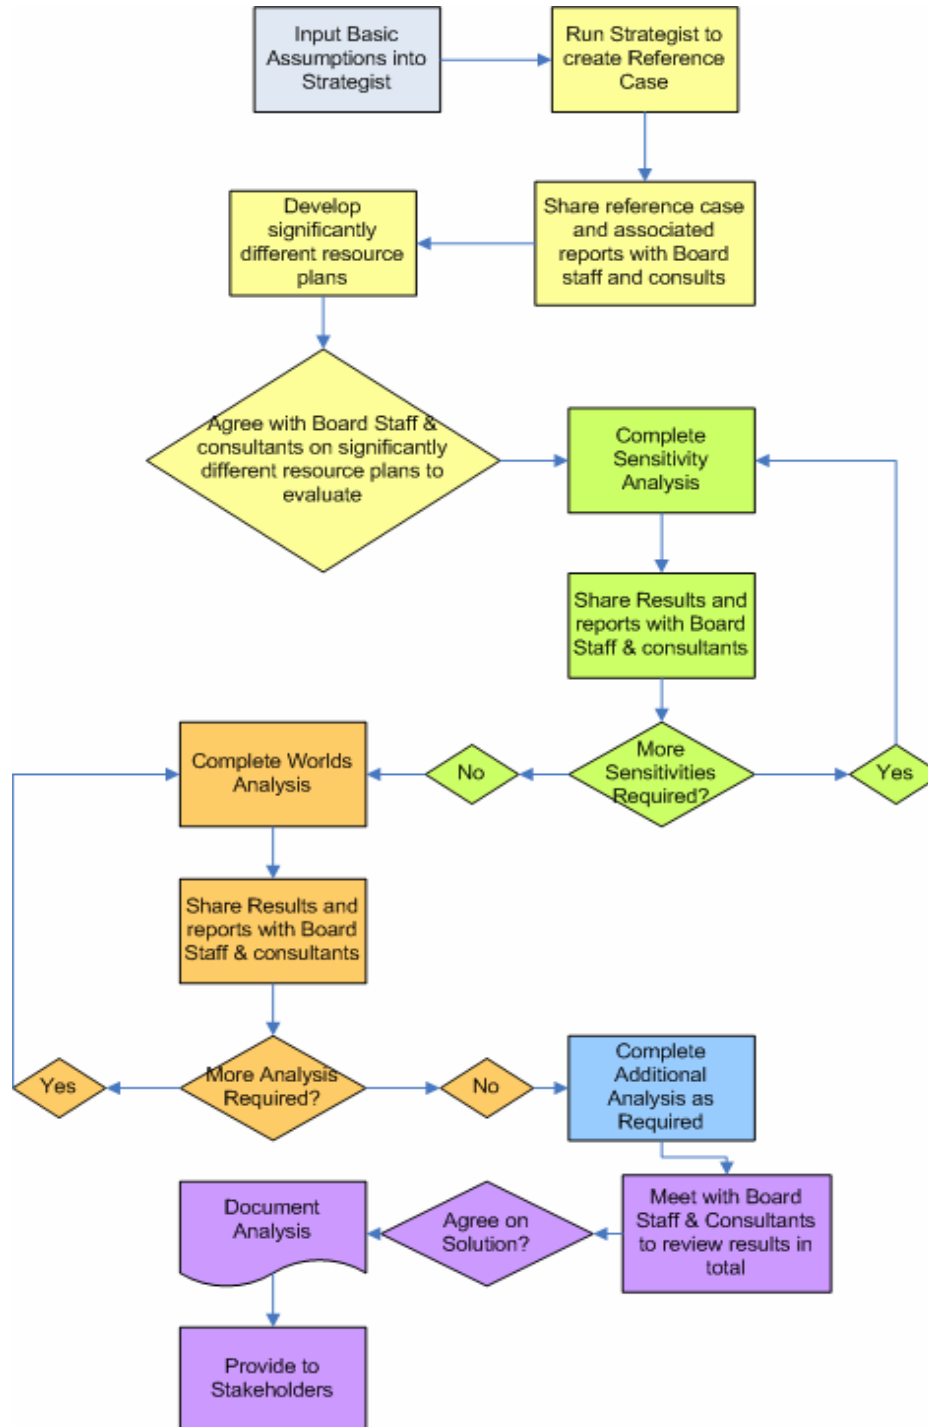 Input Basic
Assumptions into
Strategist
Run Strategist to
create Reference
Case
Share reference case
and associated
reports with Board
staff and consults
Develop
significantly
different resource
plans
Agree with Board Staff &
consultants on significantly
different resource plans to
evaluate
Complete
Sensitivity
Analysis
Share Results and
reports with Board
Staff & consultants
More
Sensitivities
Required?
Yes
No
Complete Worlds
Analysis
Share Results and
reports with Board
Staff & consultants
More Analysis
Required?
Yes
No
Complete
Additional
Analysis as
Required
Meet with Board
Staff & Consultants
to review results in
total
Agree on
Solution?
Document
Analysis
Provide to
Stakeholders